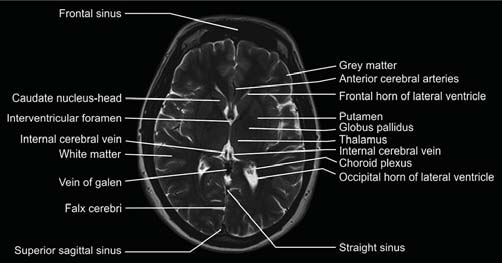 Frontal sinus
Caudate nucleus-head
Interventricular foramen
Internal cerebral vein
White matter
Vein of galen
Falx cerebri
Superior sagittal sinus
Grey matter
Anterior cerebral arteries
Frontal horn of lateral ventricle
Putamen
Globus pallidus
Thalamus
Internal cerebral vein
Choroid plexus
Occipital horn of lateral ventricle
Straight sinus